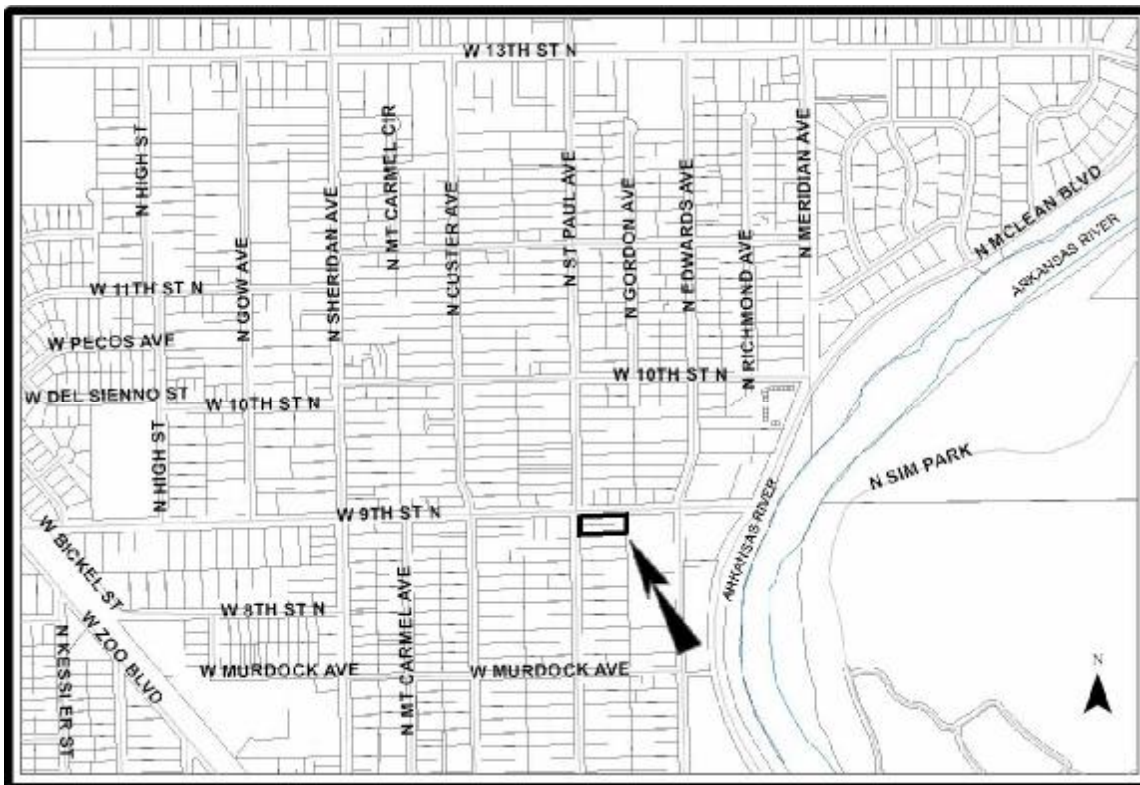 W 13TH ST N
N HIGH ST
N MT CARMEL CIR
N MERIDIAN AVE
N GOW AVE
N SHERIDAN AVE
N CUSTER AVE
N ST PAUL AVE
N GORDON AVE
N EDWARDS AVE
N RICHMOND AVE
N MCLEAN BLVD
ARKANSAS RIVER
W 11TH ST N
W PECOS AVE
W DEL SIENNO ST
W 10TH ST N
W 10TH ST N
N HIGH ST
N SIM PARK
W 9TH ST N
W BICKEL ST
ARKANSAS RIVER
N MT CARMEL AVE
W 8TH ST N
W ZOO BLVD
N KESSLER ST
W MURDOCK AVE
W MURDOCK AVE
N